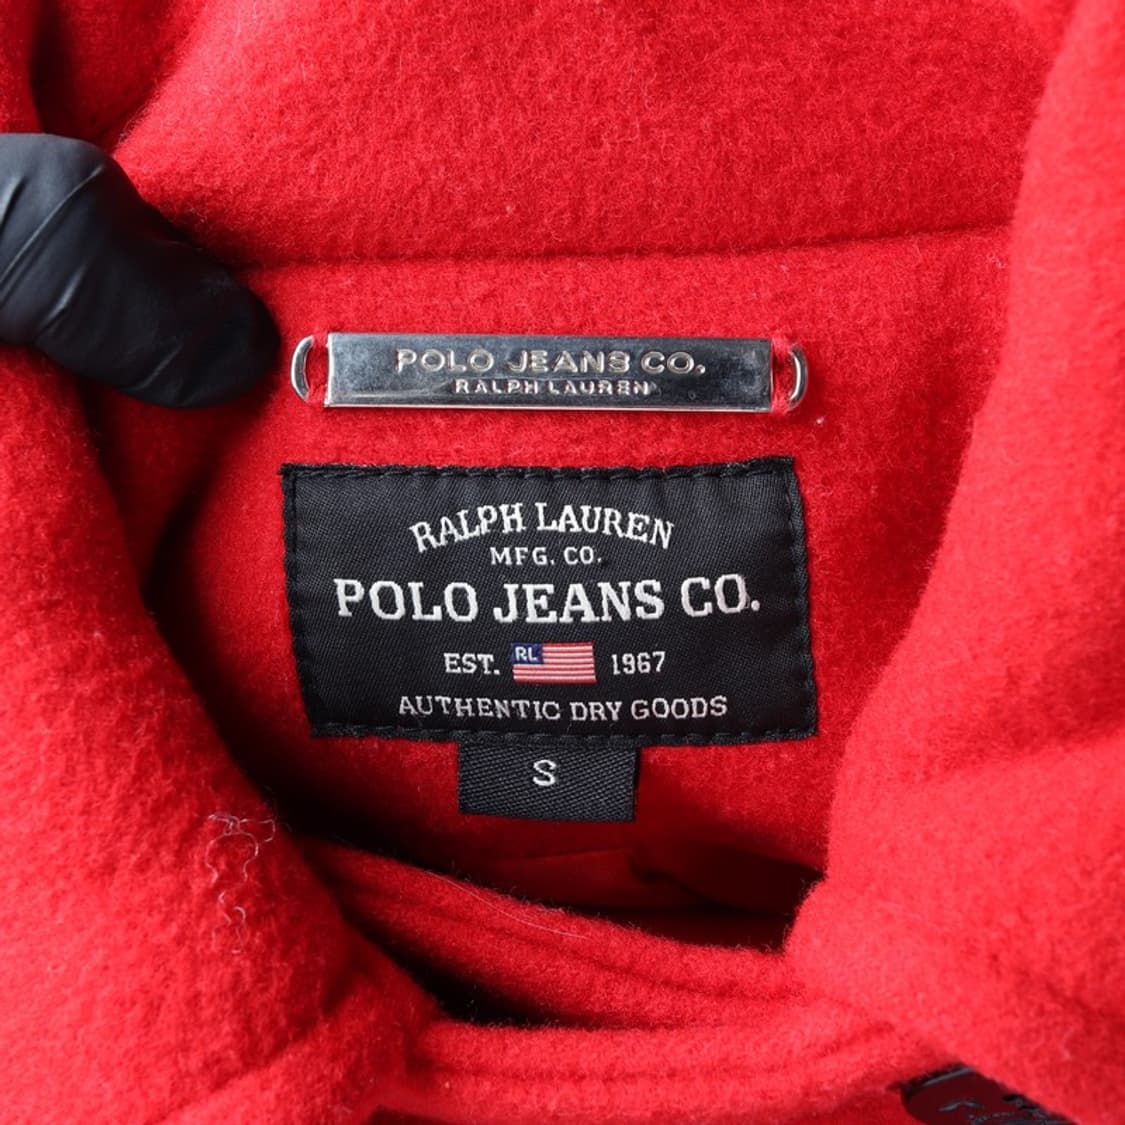 POLO JEANS CO.
RALPH LAUREN
RALPH LAUREN
MFG. CO.
POLO JEANS CO.
EST. RL 1967
AUTHENTIC DRY GOODS
S